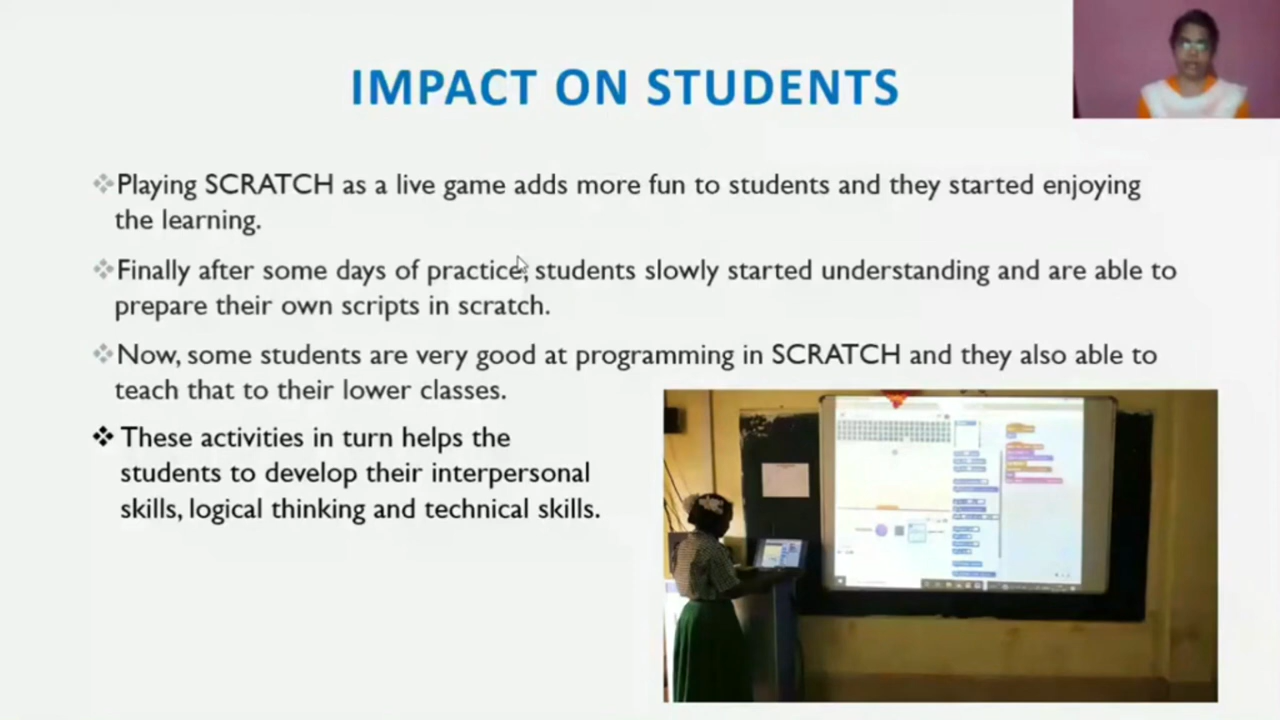 IMPACT ON STUDENTS
❖Playing SCRATCH as a live game adds more fun to students and they started enjoying
the learning.
❖Finally after some days of practice, students slowly started understanding and are able to
prepare their own scripts in scratch.
❖Now, some students are very good at programming in SCRATCH and they also able to
teach that to their lower classes.
❖ These activities in turn helps the
students to develop their interpersonal
skills, logical thinking and technical skills.